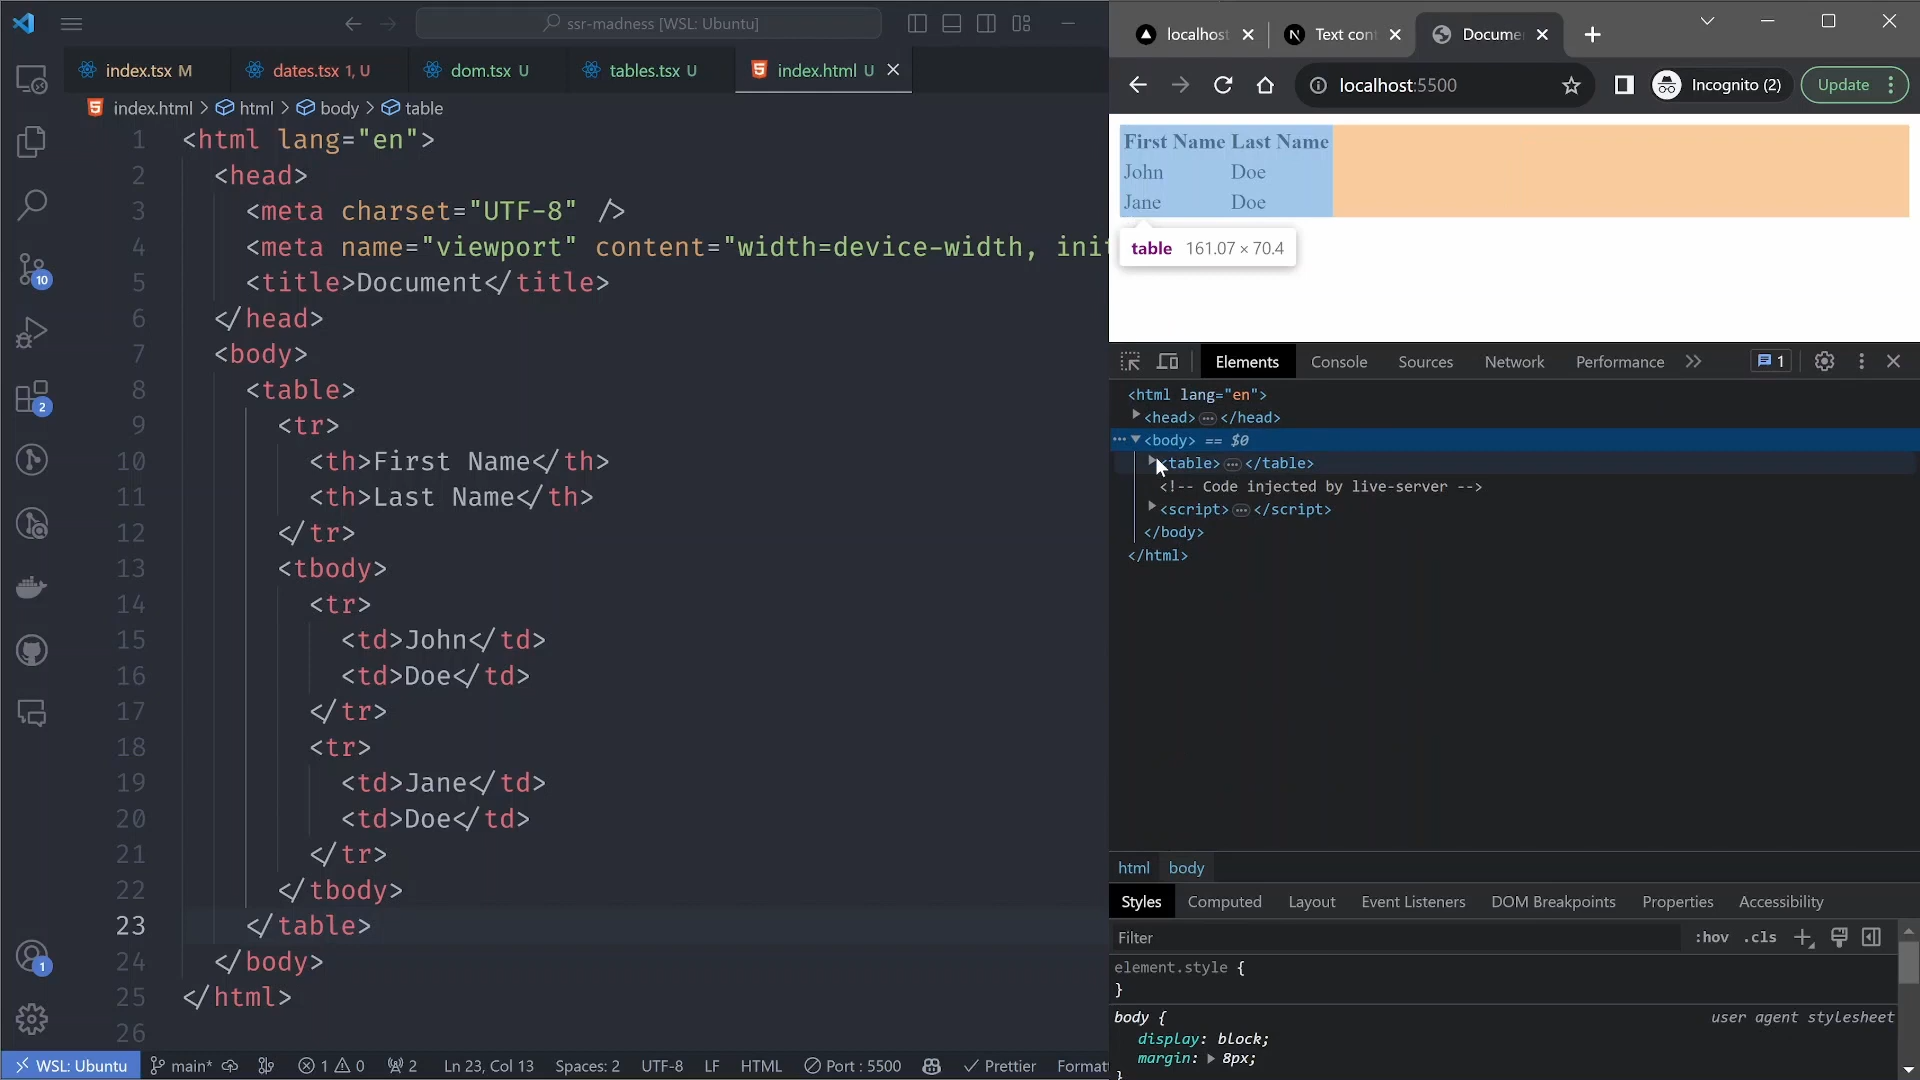 ssr-madness [WSL: Ubuntu]
index.tsx M
dates.tsx 1, U
dom.tsx U
tables.tsx U
index.html U
index.html > html > body > table
1 <html lang="en">
2 <head>
3 <meta charset="UTF-8" />
4 <meta name="viewport" content="width=device-width, init
5 <title>Document</title>
6 </head>
7 <body>
8 <table>
9 <tr>
10 <th>First Name</th>
11 <th>Last Name</th>
12 </tr>
13 <tbody>
14 <tr>
15 <td>John</td>
16 <td>Doe</td>
17 </tr>
18 <tr>
19 <td>Jane</td>
20 <td>Doe</td>
21 </tr>
22 </tbody>
23 </table>
24 </body>
25 </html>
26
10
2
1
WSL: Ubuntu main* 1 0 2 Ln 23, Col 13 Spaces: 2 UTF-8 LF HTML Port : 5500 Prettier Format
localhost
Text con
Docume
localhost:5500
Incognito (2)
Update
First Name Last Name
John Doe
Jane Doe
table 161.07 × 70.4
Elements Console Sources Network Performance 1
<html lang="en">
<head> … </head>
<body> == $0
<table> … </table>
<!-- Code injected by live-server -->
<script> … </script>
</body>
</html>
html body
Styles Computed Layout Event Listeners DOM Breakpoints Properties Accessibility
Filter :hov .cls
element.style {
}
body { user agent stylesheet
display: block;
margin: 8px;
}